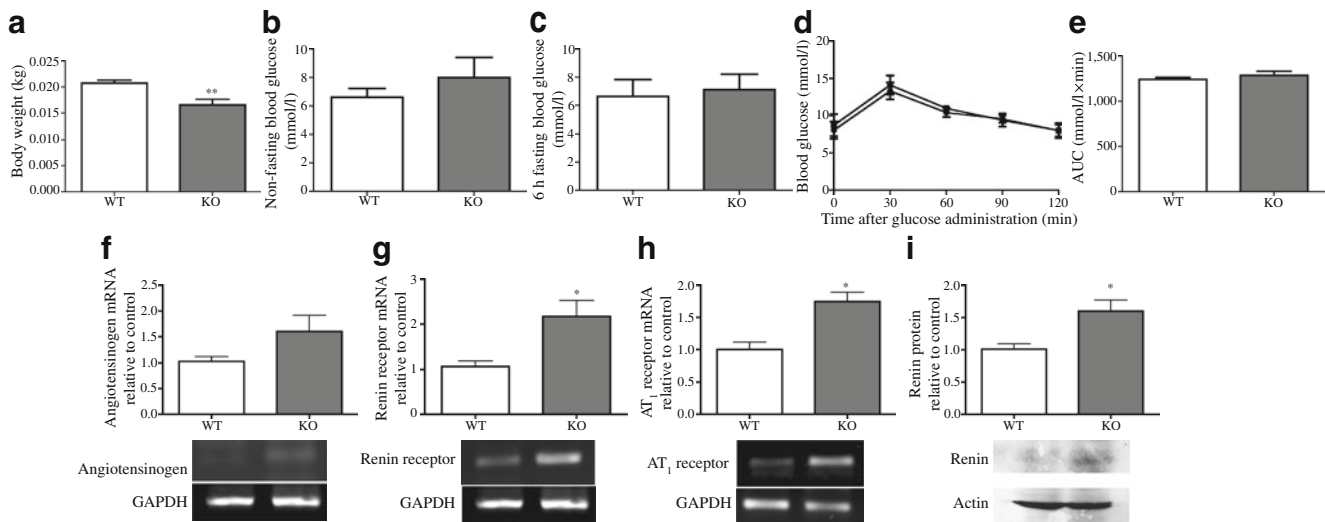 a
Body weight (kg)
0.025
0.020
0.015
0.010
0.005
0.000
**
WT KO
b
Non-fasting blood glucose
(mmol/l)
10
8
6
4
2
0
WT KO
c
6 h-fasting blood glucose
(mmol/l)
10
8
6
4
2
0
WT KO
d
Blood glucose (mmol/l)
20
15
10
5
0
0 30 60 90 120
Time after glucose administration (min)
e
AUC (mmol/l×min)
1,500
1,000
500
0
WT KO
f
Angiotensinogen mRNA
relative to control
2.5
2.0
1.5
1.0
0.5
0.0
WT KO
Angiotensinogen
GAPDH
g
Renin receptor mRNA
relative to control
3
2
1
0
*
WT KO
Renin receptor
GAPDH
h
AT1 receptor mRNA
relative to control
2.0
1.5
1.0
0.5
0.0
*
WT KO
AT1 receptor
GAPDH
i
Renin protein
relative to control
2.0
1.5
1.0
0.5
0.0
*
WT KO
Renin
Actin